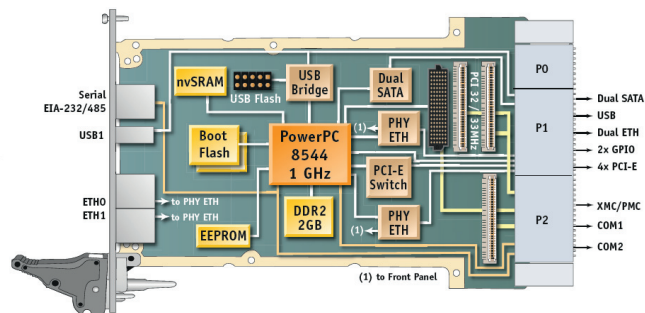 Serial
EIA-232/485
USB1
ETH0
ETH1
to PHY ETH
to PHY ETH
nvSRAM
USB Flash
USB
Bridge
Dual
SATA
Boot
Flash
PowerPC
8544
1 GHz
(1)
PHY
ETH
PCI-E
Switch
EEPROM
DDR2
2GB
(1)
PHY
ETH
(1) to Front Panel
PCI 32/33MHz
P0
P1
P2
Dual SATA
USB
Dual ETH
2x GPIO
4x PCI-E
XMC/PMC
COM1
COM2